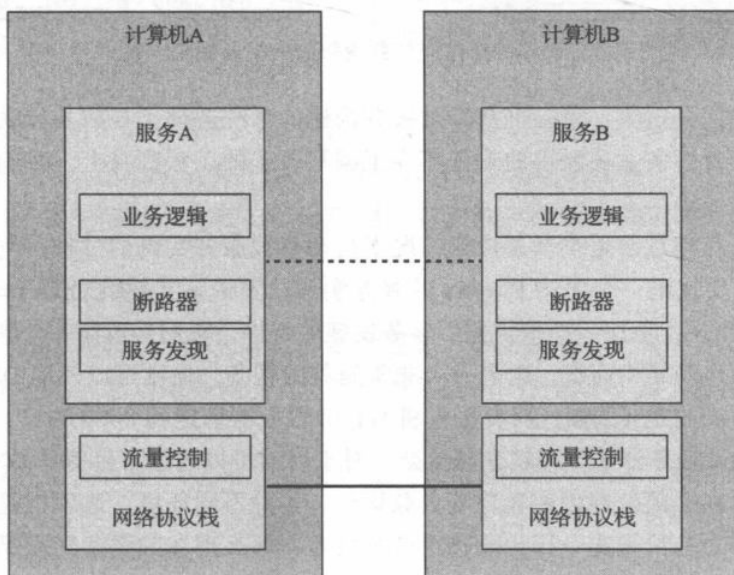 计算机A
服务A
业务逻辑
断路器
服务发现
流量控制
网络协议栈
计算机B
服务B
业务逻辑
断路器
服务发现
流量控制
网络协议栈